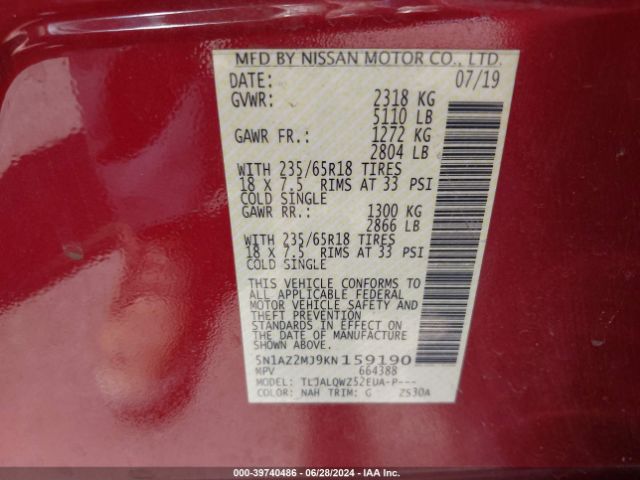 MFD BY NISSAN MOTOR CO., LTD.
DATE: 07/19
GVWR: 2318 KG
5110 LB
GAWR FR.: 1272 KG
2804 LB
WITH 235/65R18 TIRES
18 X 7.5 RIMS AT 33 PSI
COLD SINGLE
GAWR RR.: 1300 KG
2866 LB
WITH 235/65R18 TIRES
18 X 7.5 RIMS AT 33 PSI
COLD SINGLE
THIS VEHICLE CONFORMS TO
ALL APPLICABLE FEDERAL
MOTOR VEHICLE SAFETY AND
THEFT PREVENTION
STANDARDS IN EFFECT ON
THE DATE OF MANUFACTURE
SHOWN ABOVE.
5N1AZ2MJ9KN159190
MPV 664388
MODEL: TLJALQWZ52EUA-P---
COLOR: NAH TRIM: G ZS30A
000-39740486 - 06/28/2024 - IAA Inc.